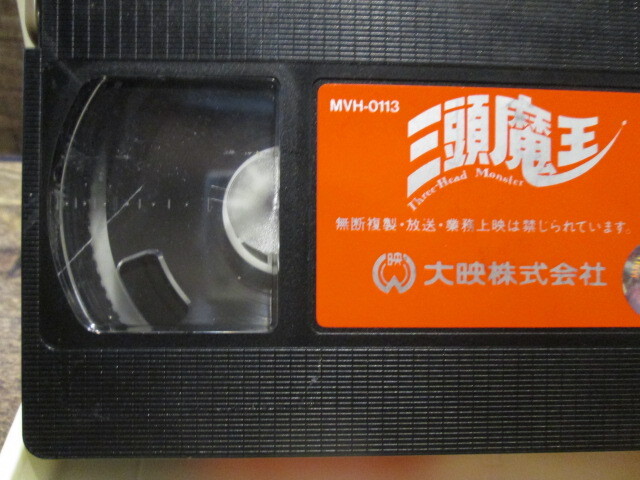 MVH-0113
三頭魔王
Three-Head Monster
無断複製・放送・業務上映は禁じられています。
映
大映株式会社